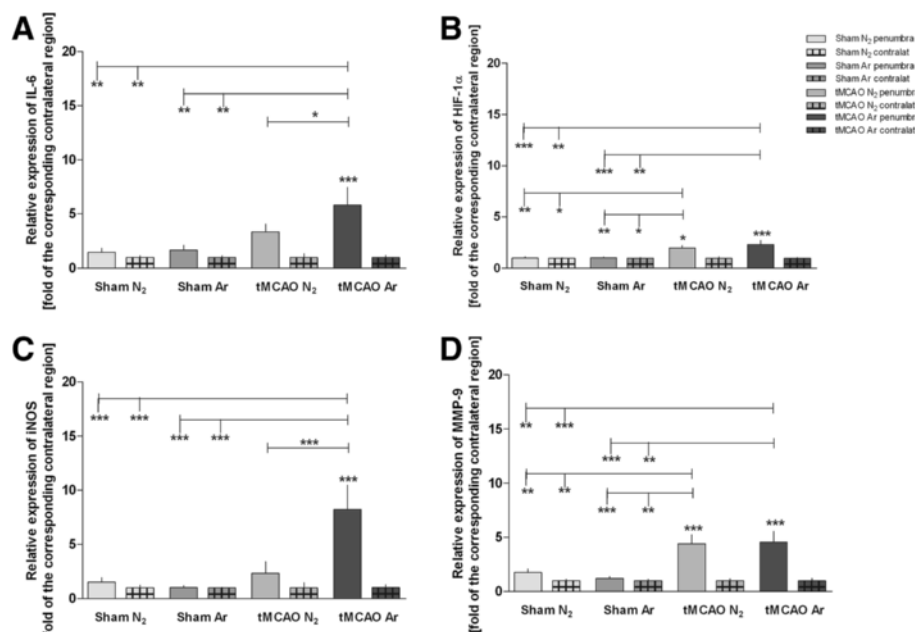 A
Relative expression of IL-6
[fold of the corresponding contralateral region]
20
15
10
5
0
** **
** **
*
***
Sham N₂ Sham Ar tMCAO N₂ tMCAO Ar
B
Relative expression of HIF-1α
[fold of the corresponding contralateral region]
20
15
10
5
0
*** **
*** **
** *
** *
*
***
Sham N₂ Sham Ar tMCAO N₂ tMCAO Ar
Sham N₂ penumbra
Sham N₂ contralat
Sham Ar penumbra
Sham Ar contralat
tMCAO N₂ penumbra
tMCAO N₂ contralat
tMCAO Ar penumbra
tMCAO Ar contralat
C
Relative expression of iNOS
[fold of the corresponding contralateral region]
20
15
10
5
0
*** ***
*** ***
***
***
Sham N₂ Sham Ar tMCAO N₂ tMCAO Ar
D
Relative expression of MMP-9
[fold of the corresponding contralateral region]
20
15
10
5
0
** ***
*** **
** **
*** **
***
***
Sham N₂ Sham Ar tMCAO N₂ tMCAO Ar